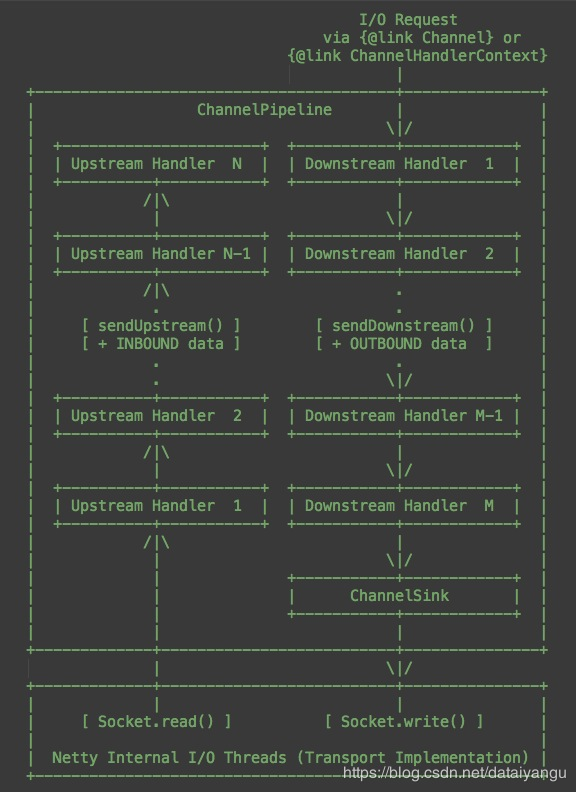 I/O Request
via {@link Channel} or
{@link ChannelHandlerContext}
ChannelPipeline
Upstream Handler N
Downstream Handler 1
Upstream Handler N-1
Downstream Handler 2
[ sendUpstream() ]
[ sendDownstream() ]
[ + INBOUND data ]
[ + OUTBOUND data ]
Upstream Handler 2
Downstream Handler M-1
Upstream Handler 1
Downstream Handler M
ChannelSink
[ Socket.read() ]
[ Socket.write() ]
Netty Internal I/O Threads (Transport Implementation)
https://blog.csdn.net/dataiyangu